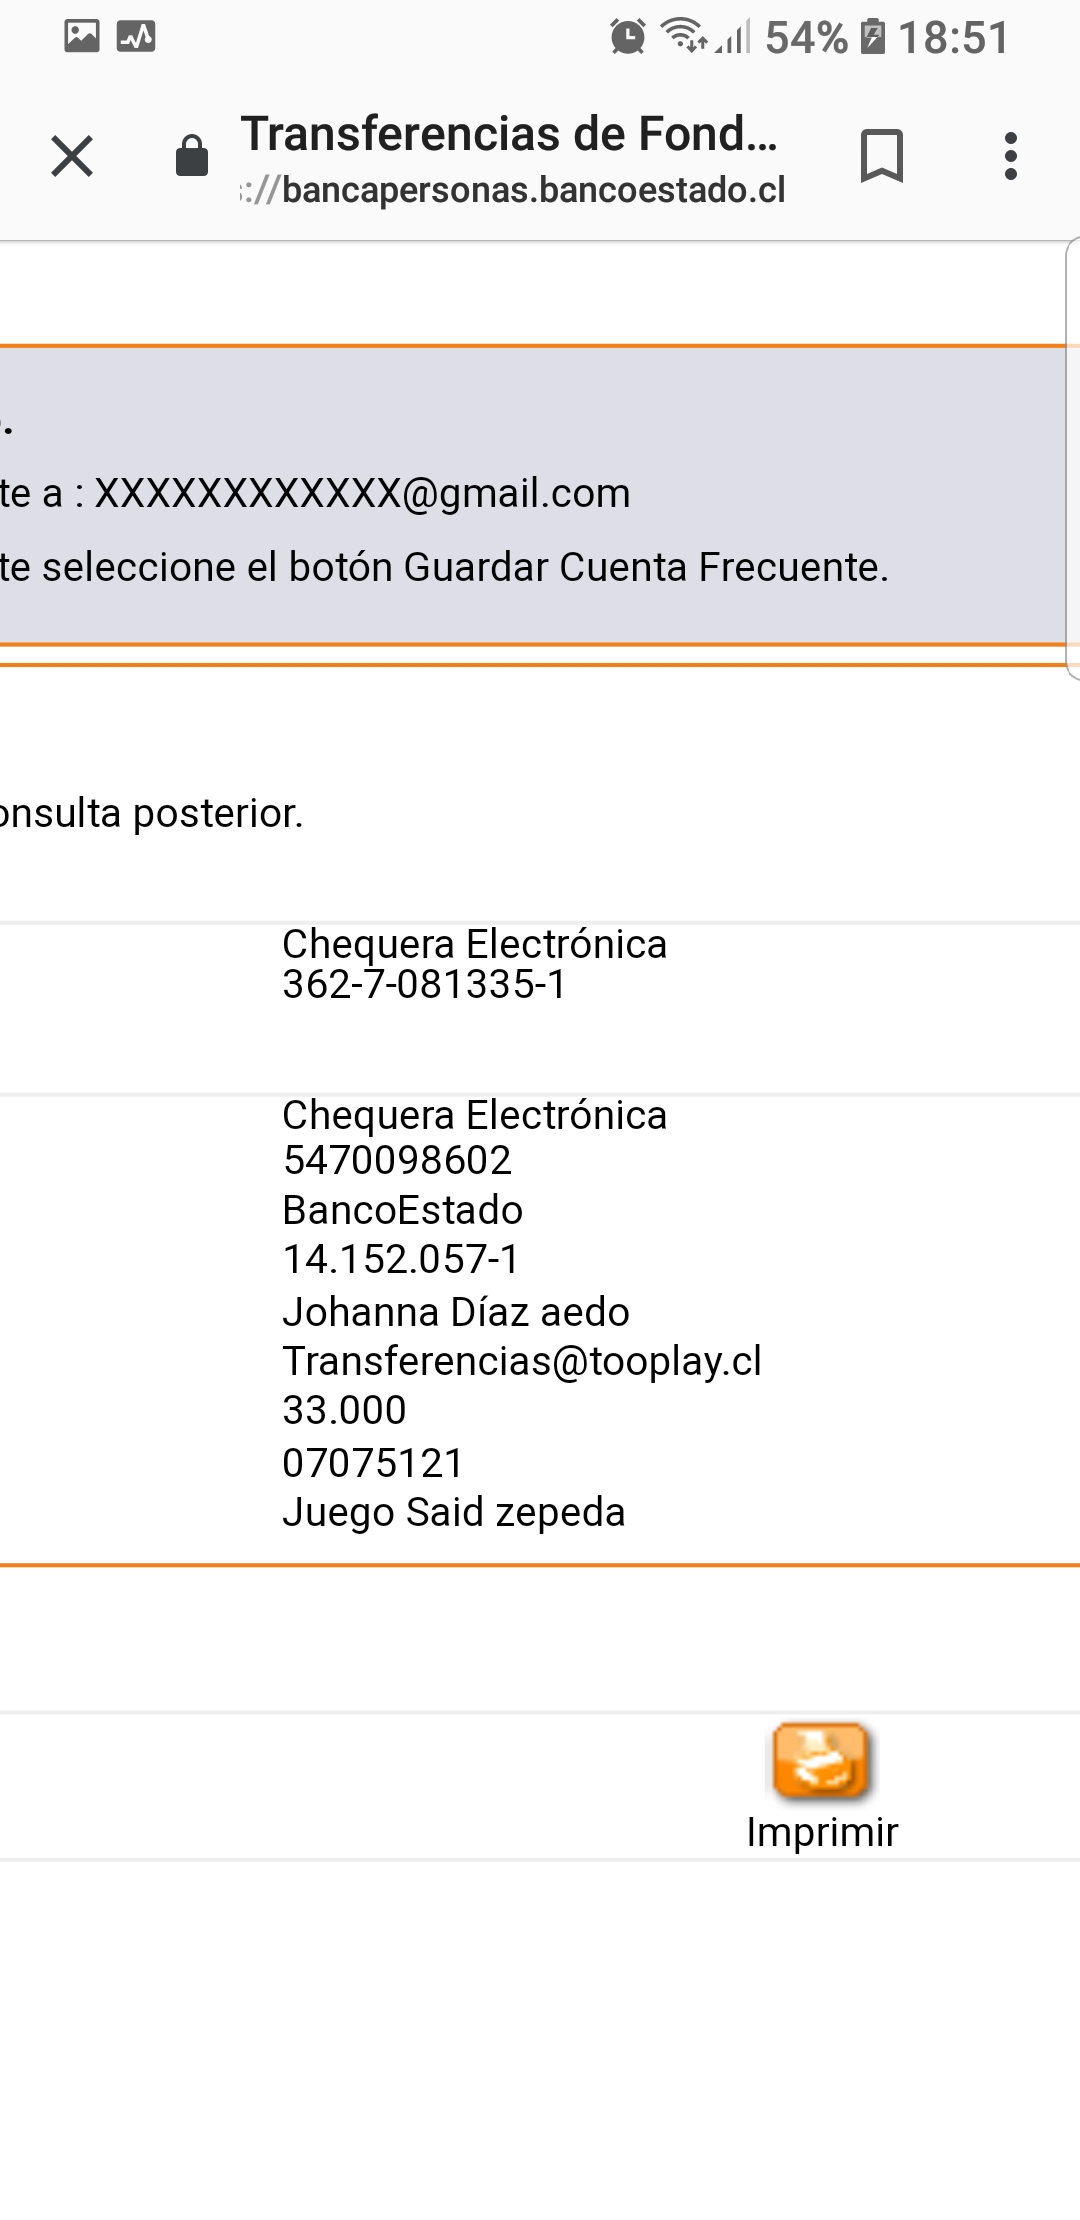 54% 18:51
Transferencias de Fond...
://bancapersonas.bancoestado.cl
.
te a : XXXXXXXXXXXX@gmail.com
te seleccione el botón Guardar Cuenta Frecuente.
onsulta posterior.
Chequera Electrónica
362-7-081335-1
Chequera Electrónica
5470098602
BancoEstado
14.152.057-1
Johanna Díaz aedo
Transferencias@tooplay.cl
33.000
07075121
Juego Said zepeda
Imprimir